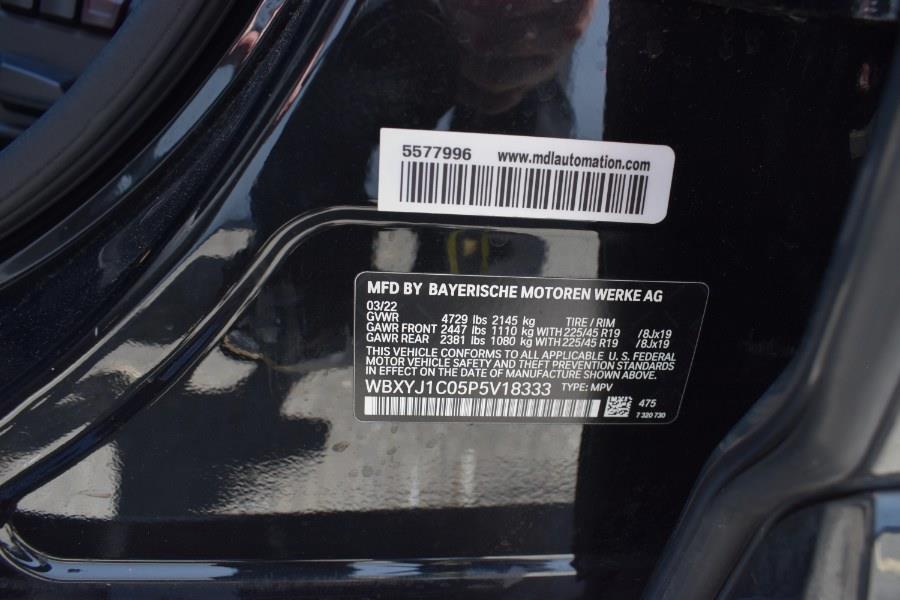 5577996 www.mdlautomation.com
MFD BY BAYERISCHE MOTOREN WERKE AG
03/22
GVWR 4729 lbs 2145 kg TIRE / RIM
GAWR FRONT 2447 lbs 1110 kg WITH 225/45 R19 /8Jx19
GAWR REAR 2381 lbs 1080 kg WITH 225/45 R19 /8Jx19
THIS VEHICLE CONFORMS TO ALL APPLICABLE U. S. FEDERAL
MOTOR VEHICLE SAFETY AND THEFT PREVENTION STANDARDS
IN EFFECT ON THE DATE OF MANUFACTURE SHOWN ABOVE.
WBXYJ1C05P5V18333 TYPE: MPV
475
7 320 730